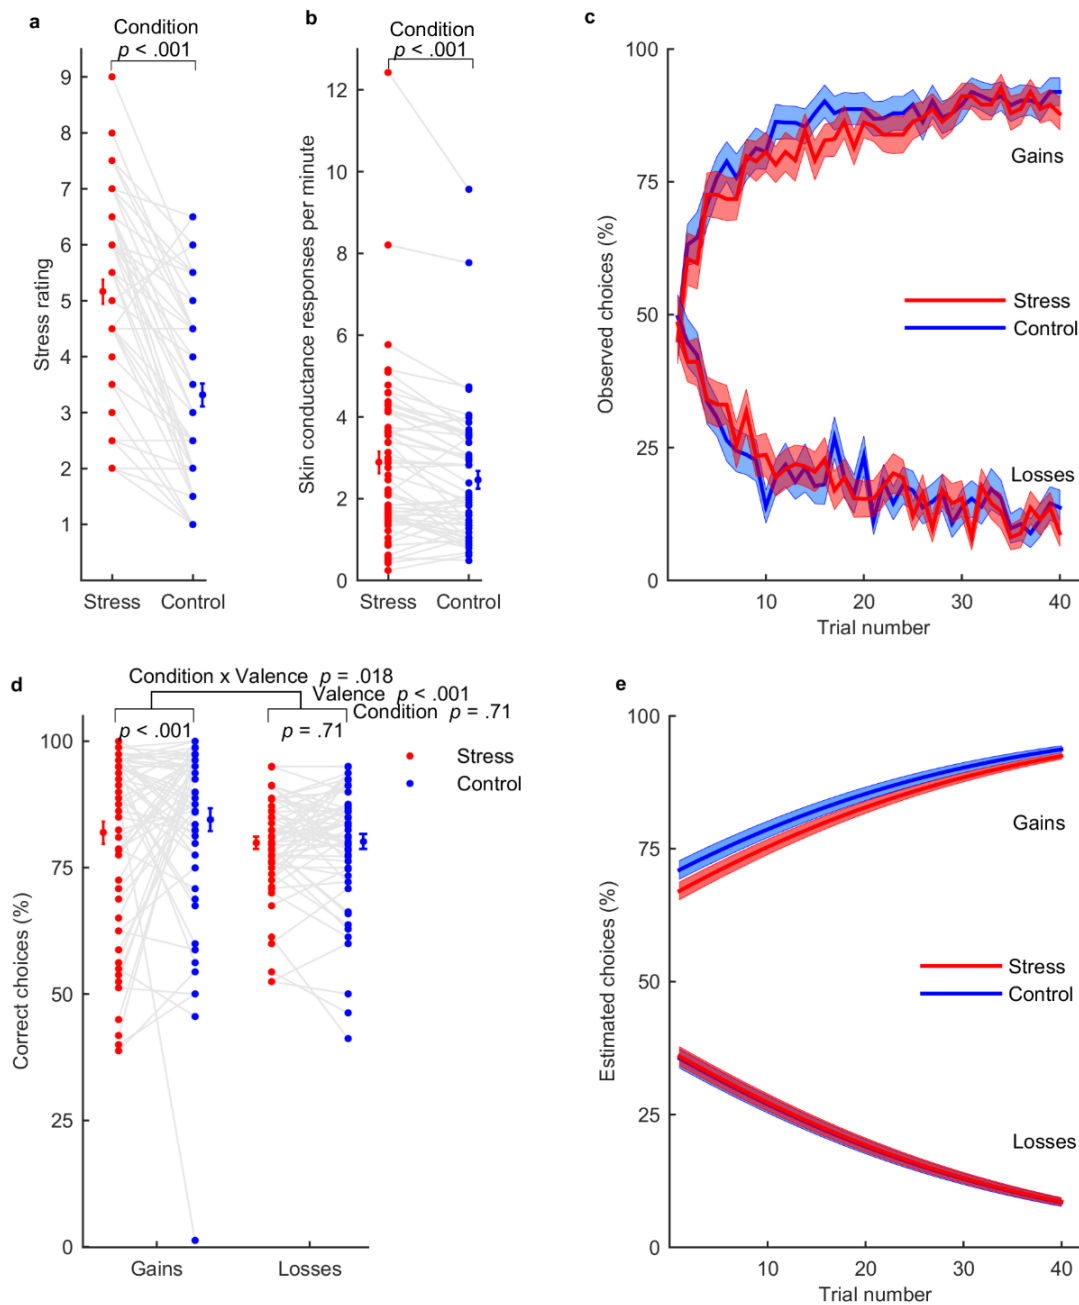 a
Condition
p < .001
Stress rating
9
8
7
6
5
4
3
2
1
Stress Control
b
Condition
p < .001
Skin conductance responses per minute
12
10
8
6
4
2
0
Stress Control
c
Observed choices (%)
100
75
50
25
0
Gains
Stress
Control
Losses
10 20 30 40
Trial number
d
Condition x Valence p = .018
Valence p < .001
Condition p = .71
p < .001
p = .71
Stress
Control
Correct choices (%)
100
75
50
25
0
Gains Losses
e
Estimated choices (%)
100
75
50
25
0
Gains
Stress
Control
Losses
10 20 30 40
Trial number